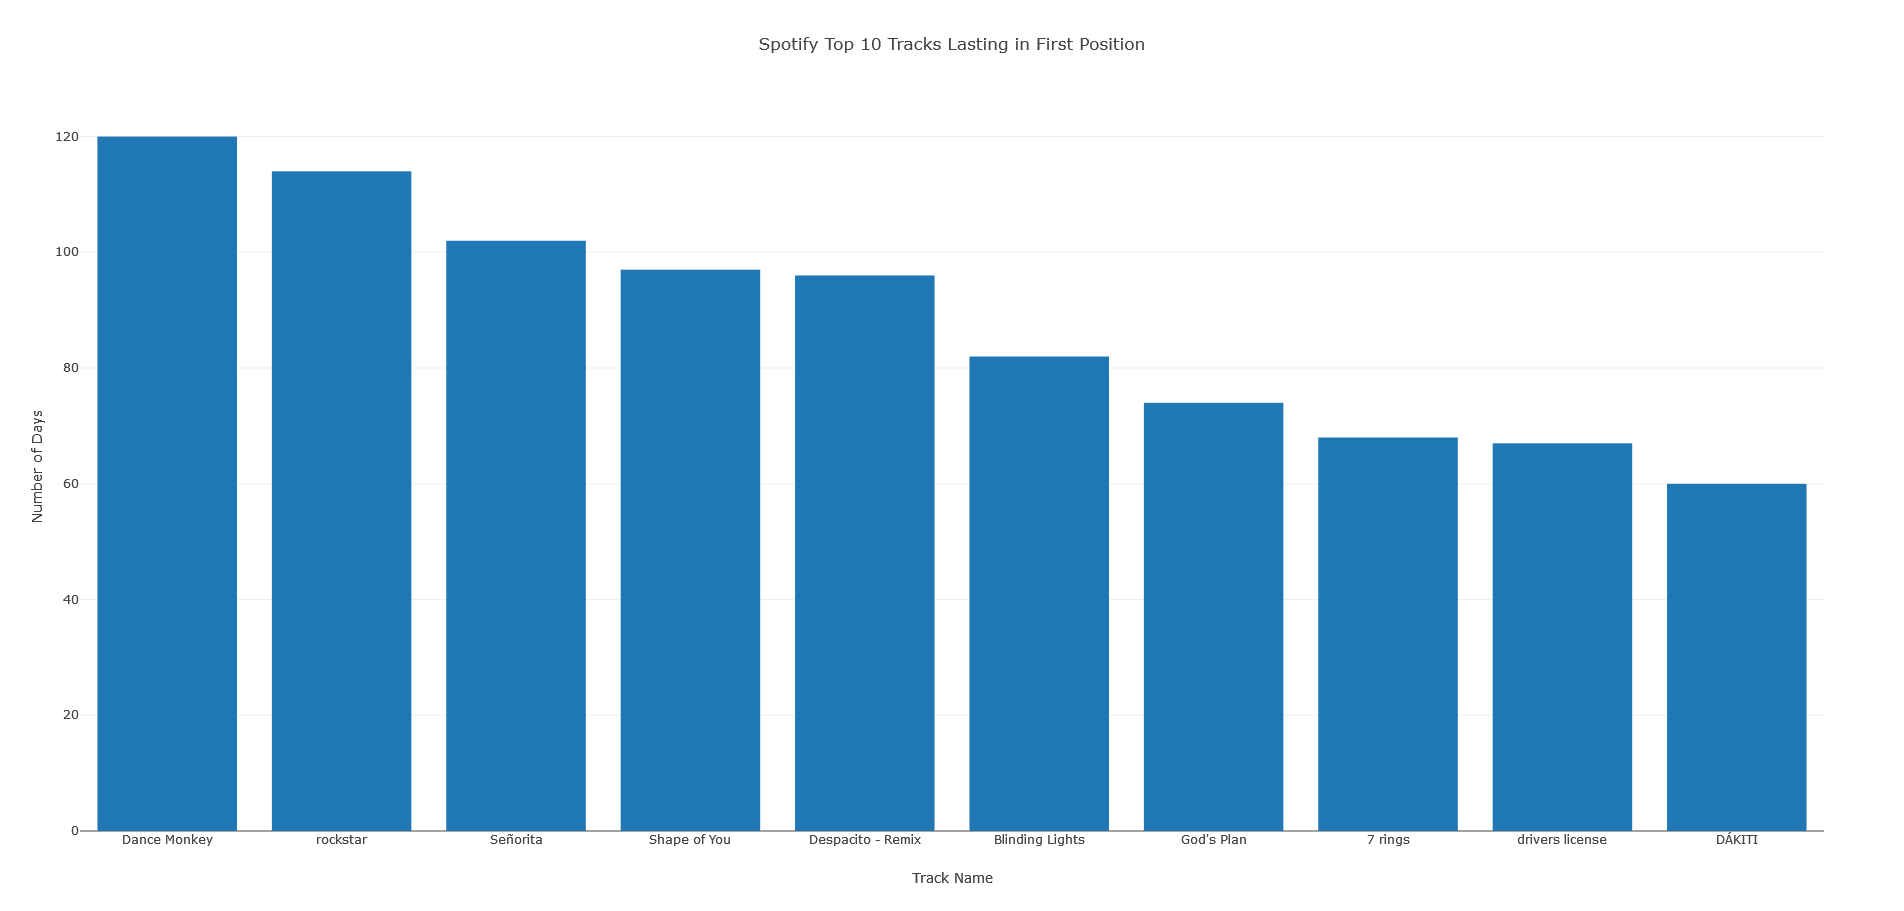 Spotify Top 10 Tracks Lasting in First Position
120
100
80
60
40
20
0
Number of Days
Dance Monkey
rockstar
Señorita
Shape of You
Despacito - Remix
Blinding Lights
God's Plan
7 rings
drivers license
DÁKITI
Track Name